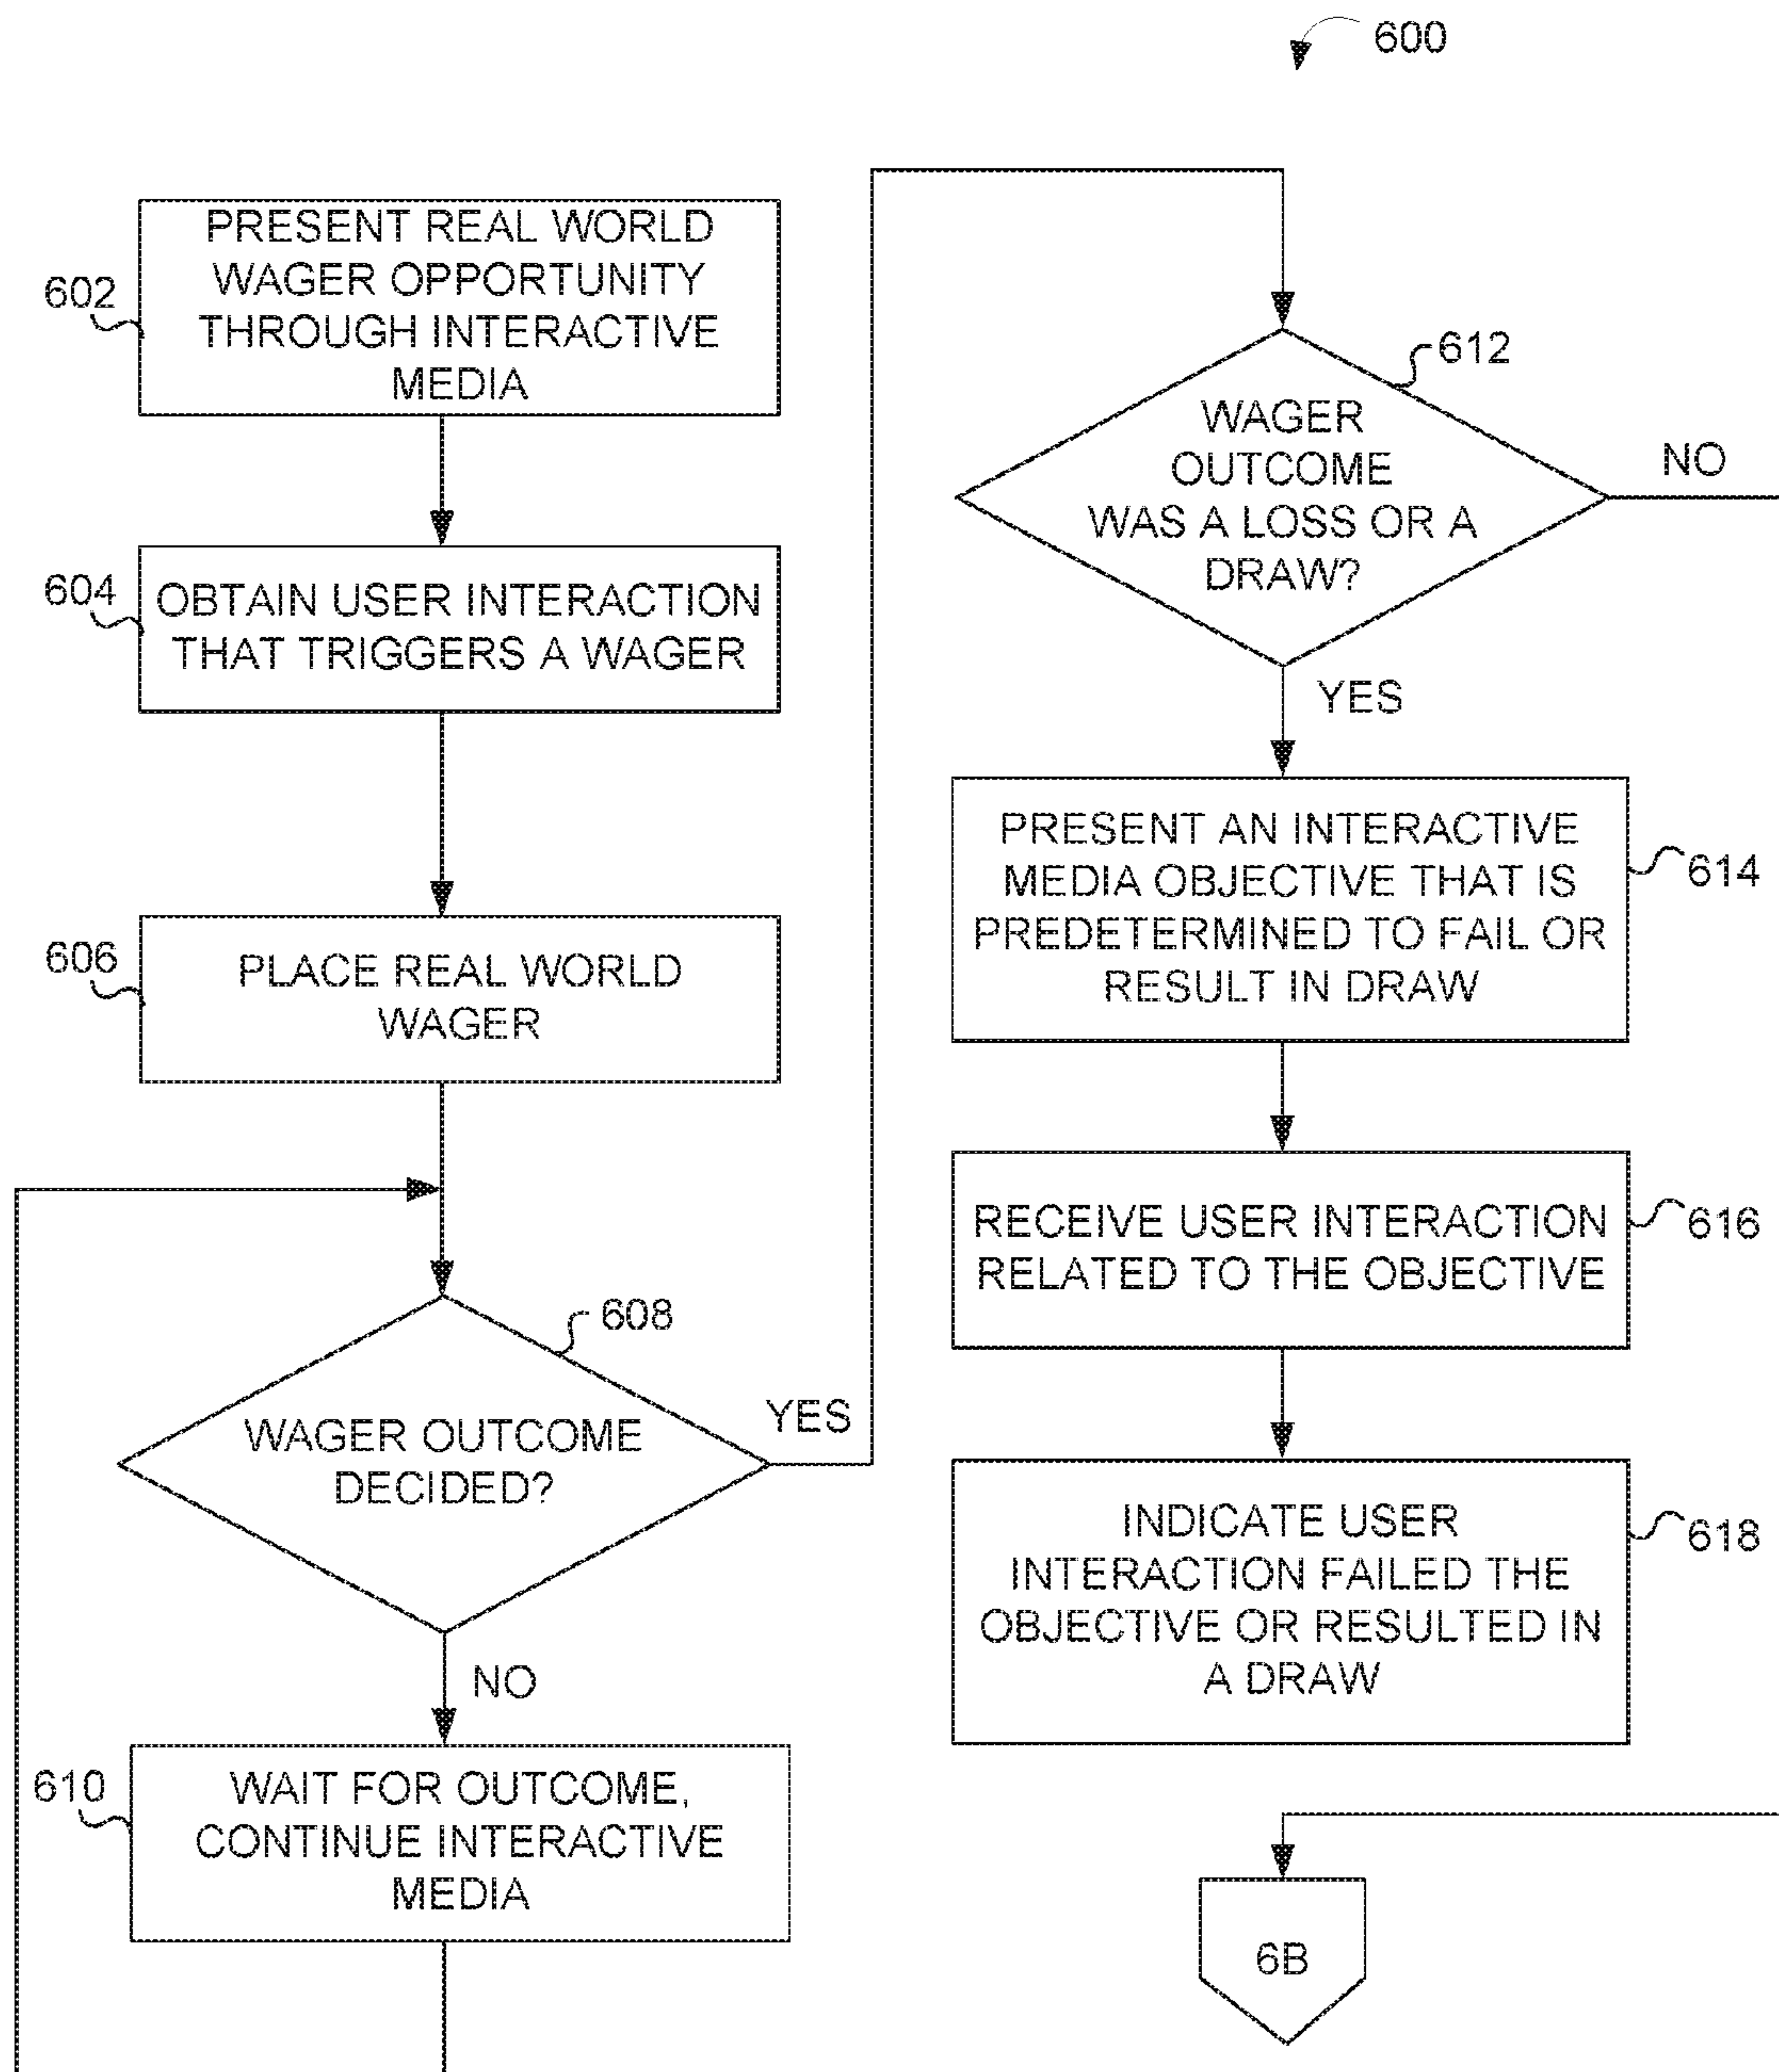 600
602
PRESENT REAL WORLD
WAGER OPPORTUNITY
THROUGH INTERACTIVE
MEDIA
604
OBTAIN USER INTERACTION
THAT TRIGGERS A WAGER
606
PLACE REAL WORLD
WAGER
608
WAGER OUTCOME
DECIDED?
YES
NO
610
WAIT FOR OUTCOME,
CONTINUE INTERACTIVE
MEDIA
612
WAGER
OUTCOME
WAS A LOSS OR A
DRAW?
NO
YES
PRESENT AN INTERACTIVE
MEDIA OBJECTIVE THAT IS
PREDETERMINED TO FAIL OR
RESULT IN DRAW
614
RECEIVE USER INTERACTION
RELATED TO THE OBJECTIVE
616
INDICATE USER
INTERACTION FAILED THE
OBJECTIVE OR RESULTED IN
A DRAW
618
6B